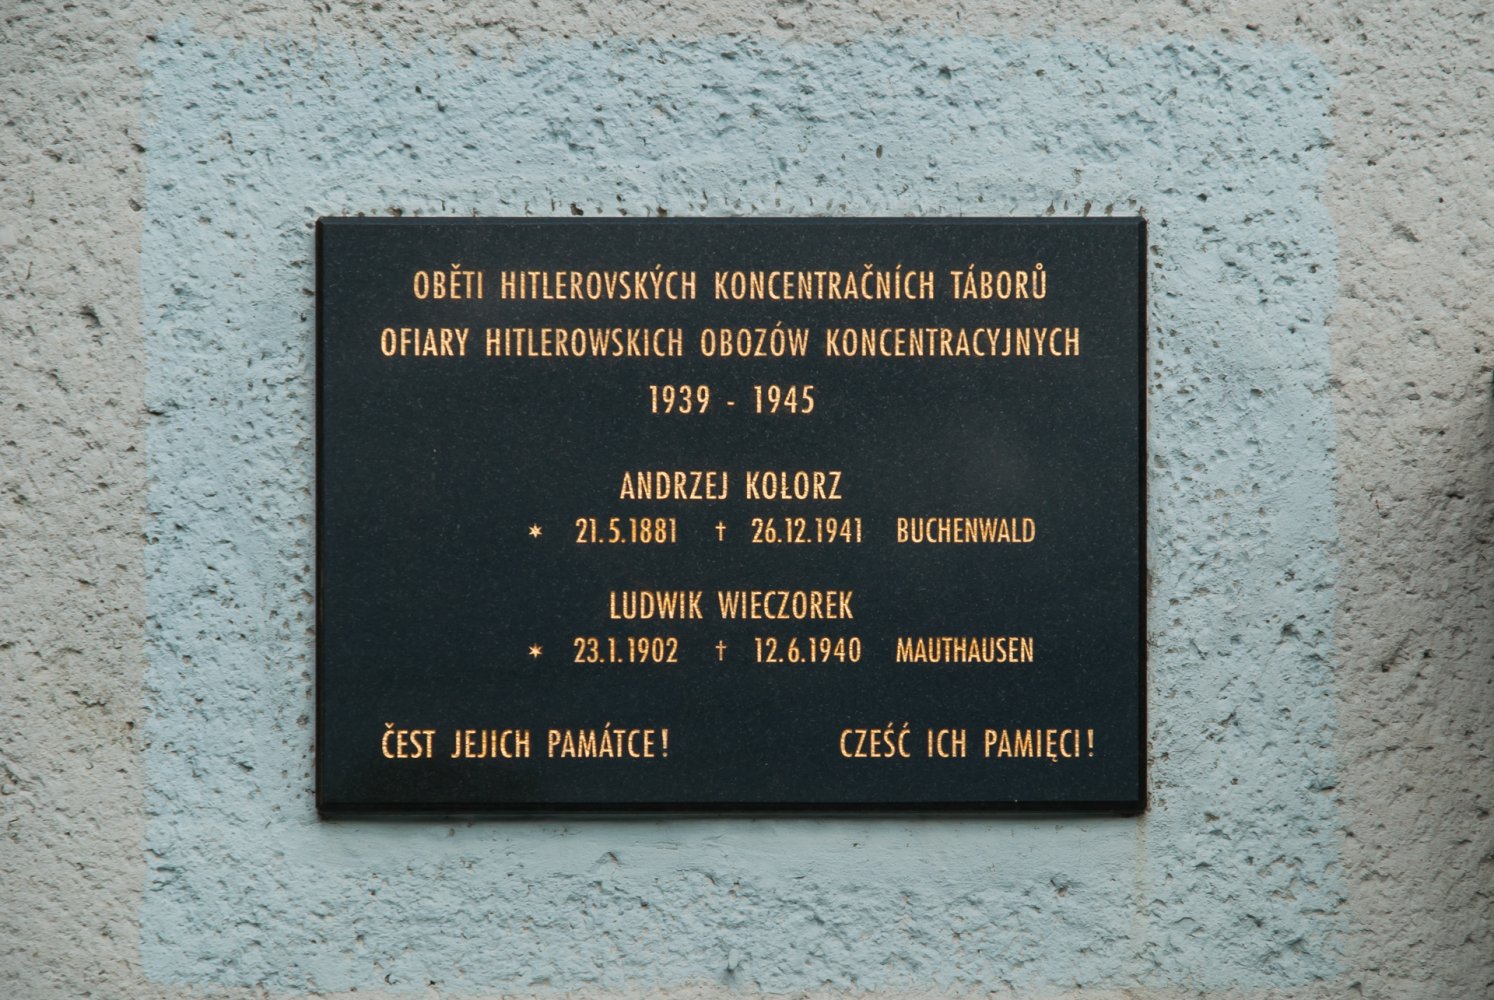 OBĚTI HITLEROVSKÝCH KONCENTRAČNÍCH TÁBORŮ
OFIARY HITLEROWSKICH OBOZÓW KONCENTRACYJNYCH
1939 - 1945
ANDRZEJ KOŁORZ
✶ 21.5.1881 † 26.12.1941 BUCHENWALD
LUDWIK WIECZOREK
✶ 23.1.1902 † 12.6.1940 MAUTHAUSEN
ČEST JEJICH PAMÁTCE! CZEŚĆ ICH PAMIĘCI!